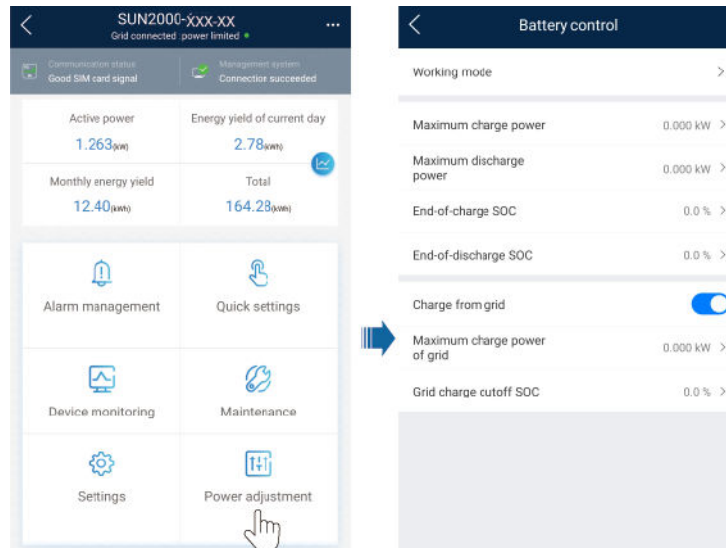 SUN2000-XXX-XX
Grid connected :power limited
Communication status
Good SIM card signal
Management system
Connection succeeded
Active power
1.263(kW)
Energy yield of current day
2.78(kWh)
Monthly energy yield
12.40(kWh)
Total
164.28(kWh)
Alarm management
Quick settings
Device monitoring
Maintenance
Settings
Power adjustment
Battery control
Working mode
Maximum charge power
0.000 kW
Maximum discharge
power
0.000 kW
End-of-charge SOC
0.0 %
End-of-discharge SOC
0.0 %
Charge from grid
Maximum charge power
of grid
0.000 kW
Grid charge cutoff SOC
0.0 %